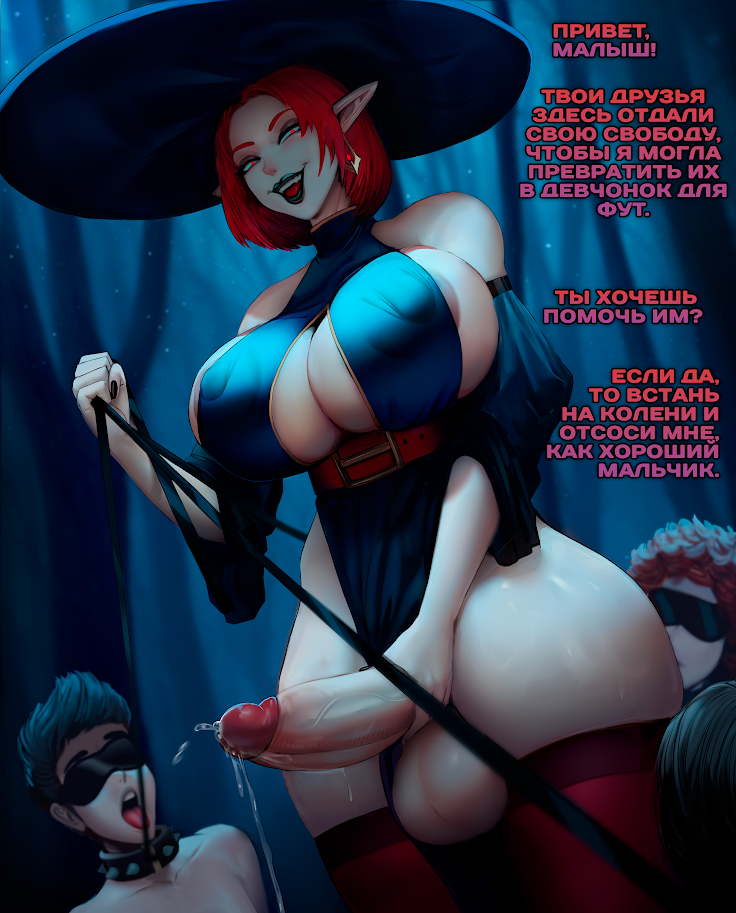 ПРИВЕТ,
МАЛЫШ!
ТВОИ ДРУЗЬЯ
ЗДЕСЬ ОТДАЛИ
СВОЮ СВОБОДУ,
ЧТОБЫ Я МОГЛА
ПРЕВРАТИТЬ ИХ
В ДЕВЧОНОК ДЛЯ
ФУТ.
ТЫ ХОЧЕШЬ
ПОМОЧЬ ИМ?
ЕСЛИ ДА,
ТО ВСТАНЬ
НА КОЛЕНИ И
ОТСОСИ МНЕ,
КАК ХОРОШИЙ
МАЛЬЧИК.